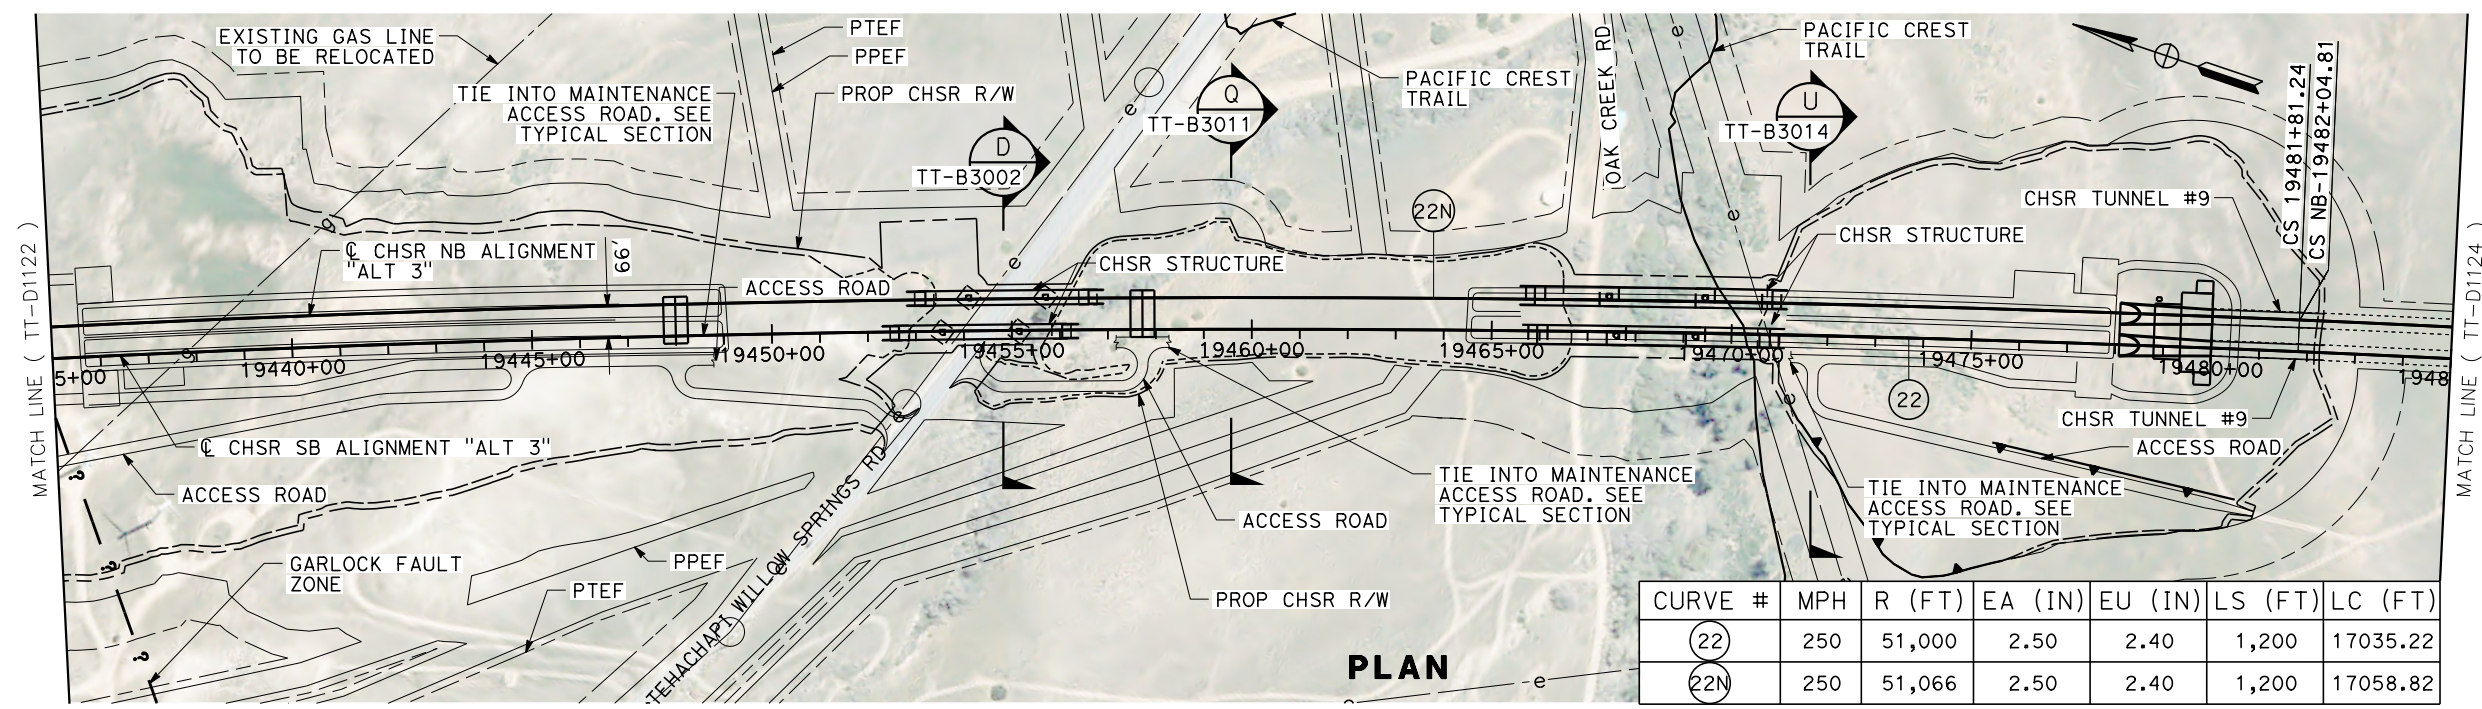 EXISTING GAS LINE
TO BE RELOCATED
TIE INTO MAINTENANCE
ACCESS ROAD. SEE
TYPICAL SECTION
PTEF
PPEF
PROP CHSR R/W
D
TT-B3002
Q
TT-B3011
PACIFIC CREST
TRAIL
OAK CREEK RD
PACIFIC CREST
TRAIL
U
TT-B3014
CS 19481+81.24
CS NB-19482+04.81
CHSR TUNNEL #9
MATCH LINE ( TT-D1122 )
℄ CHSR NB ALIGNMENT
"ALT 3"
66'
ACCESS ROAD
CHSR STRUCTURE
22N
CHSR STRUCTURE
MATCH LINE ( TT-D1124 )
5+00
19440+00
19445+00
19450+00
19455+00
19460+00
19465+00
19470+00
19475+00
19480+00
1948
22
CHSR TUNNEL #9
℄ CHSR SB ALIGNMENT "ALT 3"
ACCESS ROAD
ACCESS ROAD
TIE INTO MAINTENANCE
ACCESS ROAD. SEE
TYPICAL SECTION
TIE INTO MAINTENANCE
ACCESS ROAD. SEE
TYPICAL SECTION
ACCESS ROAD
TEHACHAPI WILLOW SPRINGS RD
GARLOCK FAULT
ZONE
PPEF
PTEF
PROP CHSR R/W
e
e
e
e
e
e
e
e
e
g
g
?
?
?
PLAN
CURVE # MPH R (FT) EA (IN) EU (IN) LS (FT) LC (FT)
22 250 51,000 2.50 2.40 1,200 17035.22
22N 250 51,066 2.50 2.40 1,200 17058.82